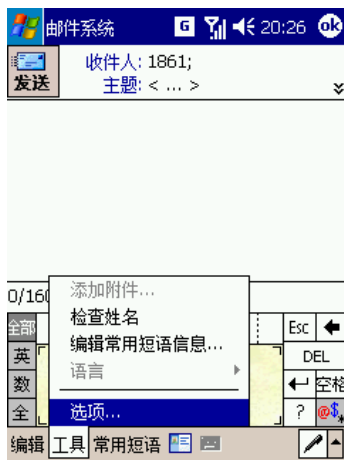 邮件系统 G 20:26 ok
发送
收件人: 1861;
主题: < ... >
0/160
添加附件...
检查姓名
编辑常用短语信息...
语言
选项...
全部
英
数
全
Esc
DEL
空格
? @$*
编辑 工具 常用短语